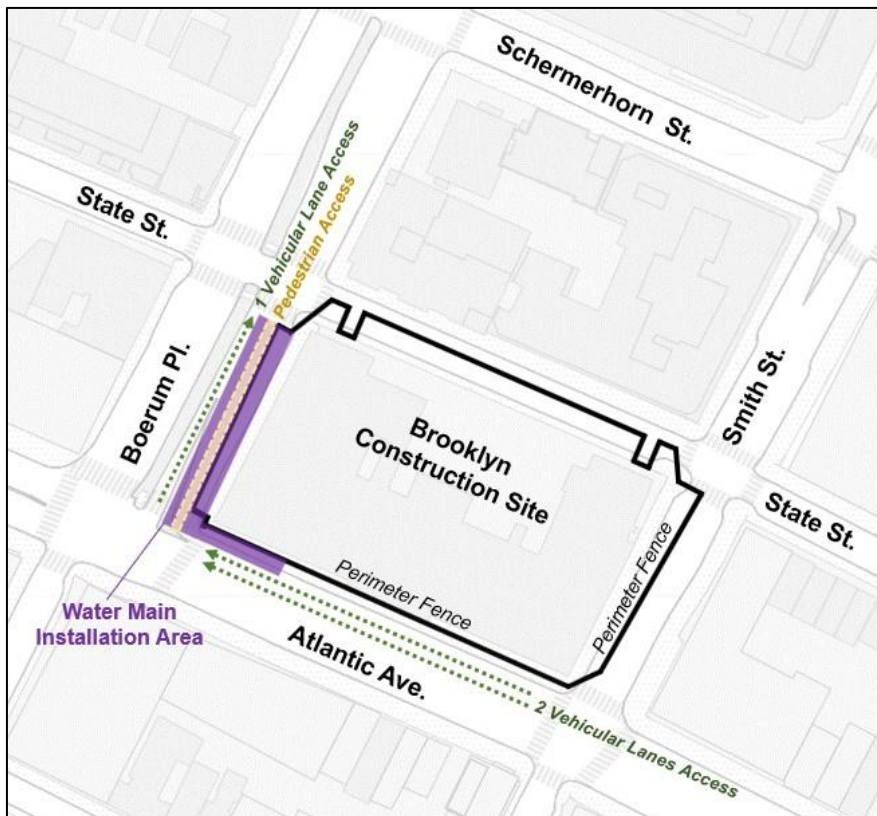 Schermerhorn St.
1 Vehicular Lane Access
Pedestrian Access
State St.
Boerum Pl.
Smith St.
Brooklyn
Construction Site
State St.
Perimeter Fence
Perimeter Fence
Water Main
Installation Area
Atlantic Ave.
2 Vehicular Lanes Access